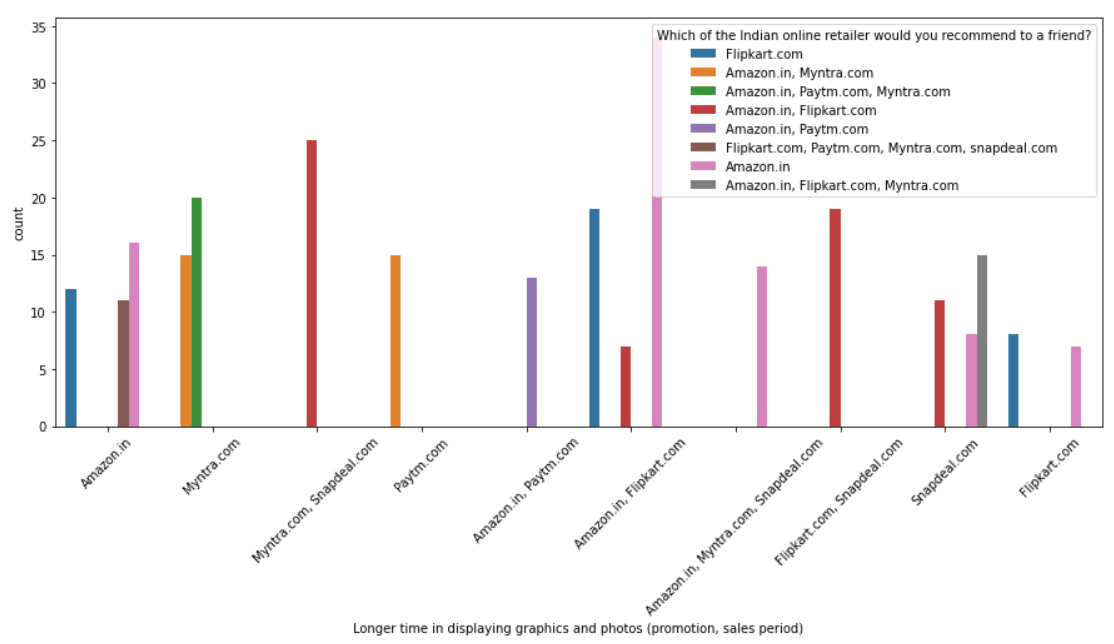 Which of the Indian online retailer would you recommend to a friend?
Flipkart.com
Amazon.in, Myntra.com
Amazon.in, Paytm.com, Myntra.com
Amazon.in, Flipkart.com
Amazon.in, Paytm.com
Flipkart.com, Paytm.com, Myntra.com, snapdeal.com
Amazon.in
Amazon.in, Flipkart.com, Myntra.com
35
30
25
20
15
10
5
0
count
Amazon.in
Myntra.com
Myntra.com, Snapdeal.com
Paytm.com
Amazon.in, Paytm.com
Amazon.in, Flipkart.com
Amazon.in, Myntra.com, Snapdeal.com
Flipkart.com, Snapdeal.com
Snapdeal.com
Flipkart.com
Longer time in displaying graphics and photos (promotion, sales period)